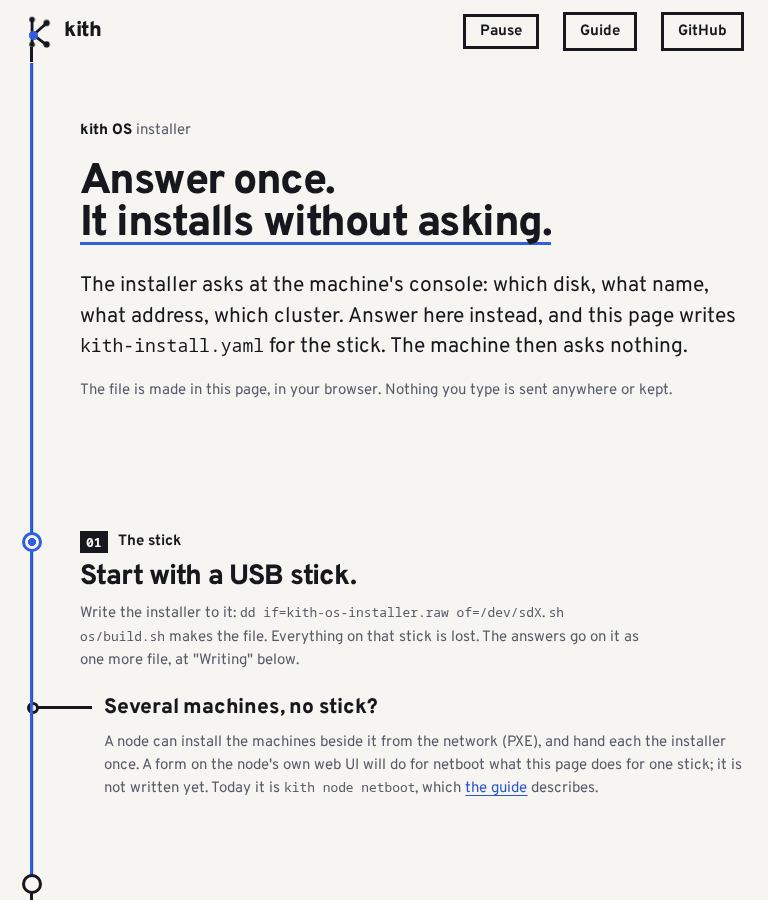 kith
Pause
Guide
GitHub
kith OS installer
Answer once.
It installs without asking.
The installer asks at the machine's console: which disk, what name,
what address, which cluster. Answer here instead, and this page writes
kith-install.yaml for the stick. The machine then asks nothing.
The file is made in this page, in your browser. Nothing you type is sent anywhere or kept.
01 The stick
Start with a USB stick.
Write the installer to it: dd if=kith-os-installer.raw of=/dev/sdX. sh
os/build.sh makes the file. Everything on that stick is lost. The answers go on it as
one more file, at "Writing" below.
Several machines, no stick?
A node can install the machines beside it from the network (PXE), and hand each the installer
once. A form on the node's own web UI will do for netboot what this page does for one stick; it is
not written yet. Today it is kith node netboot, which the guide describes.